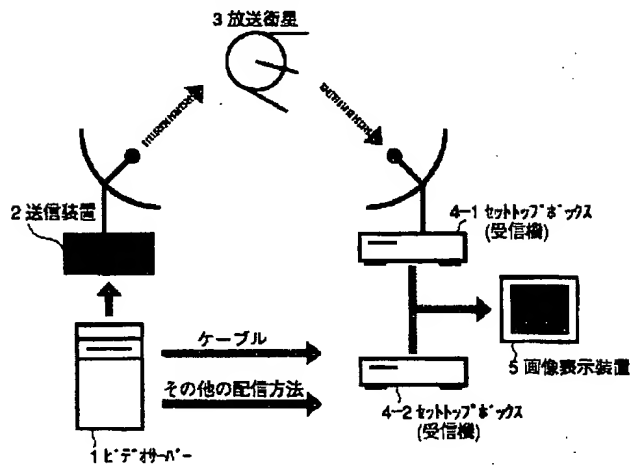 3 放送衛星
2 送信装置
4-1 セットトップボックス
(受信機)
ケーブル
5 画像表示装置
その他の配信方法
4-2 セットトップボックス
(受信機)
1 ビデオサーバー